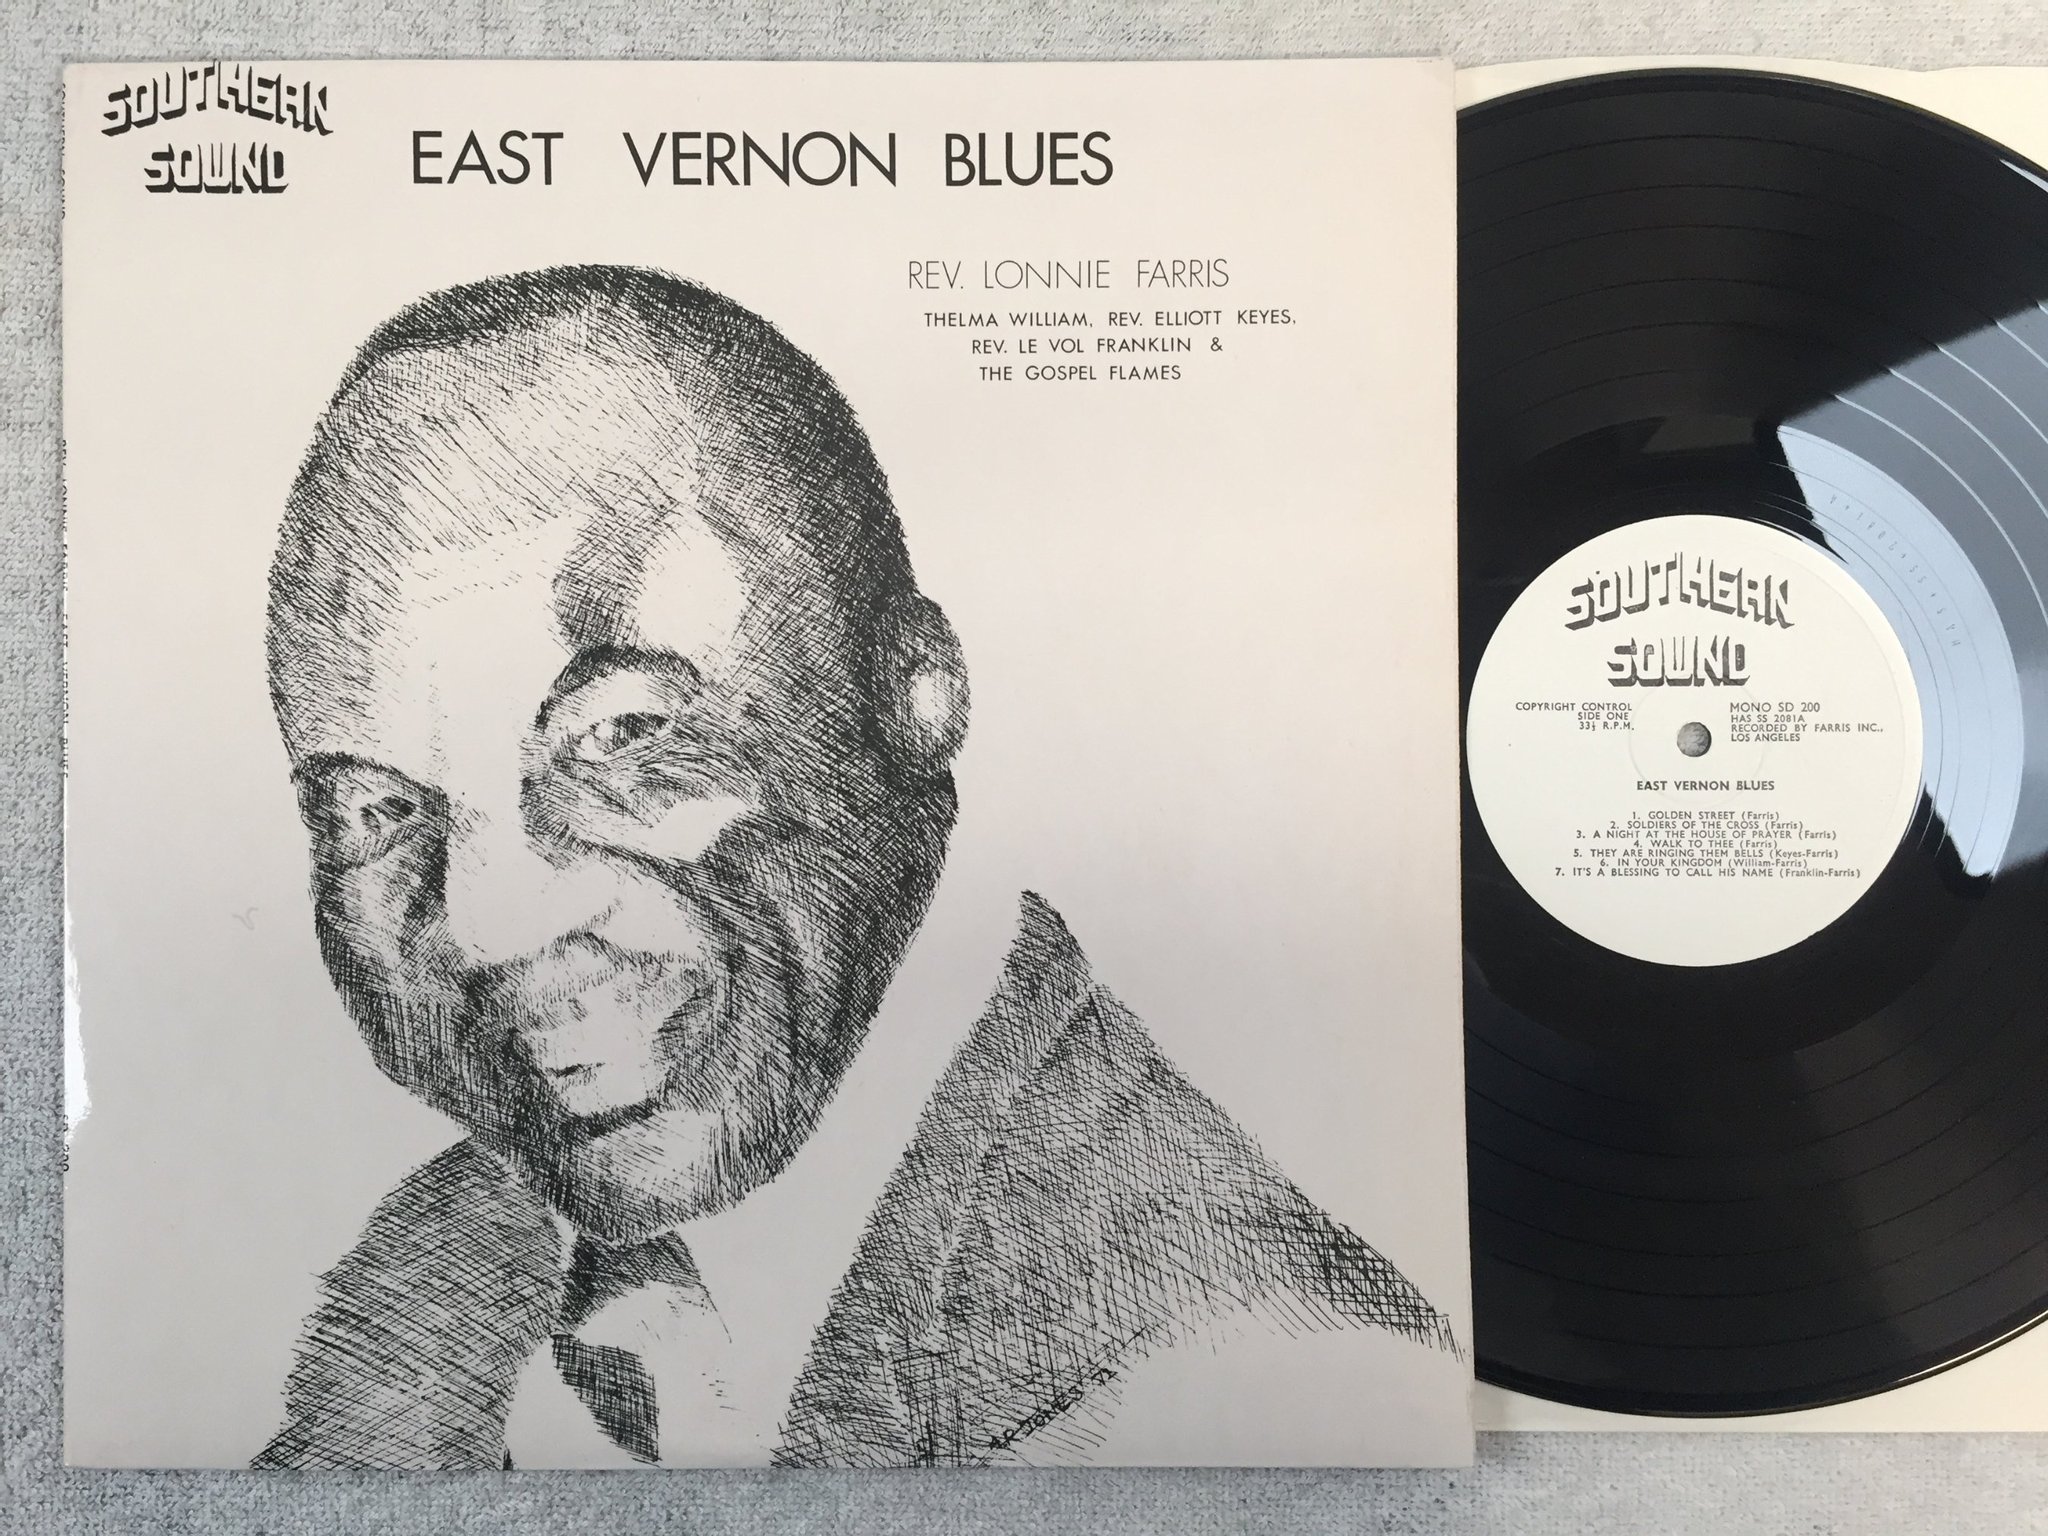 SOUTHERN
SOUND
EAST VERNON BLUES
REV. LONNIE FARRIS
THELMA WILLIAM, REV. ELLIOTT KEYES,
REV. LE VOL FRANKLIN &
THE GOSPEL FLAMES
A.R. JONES 72
SOUTHERN
SOUND
COPYRIGHT CONTROL
SIDE ONE
33⅓ R.P.M.
MONO SD 200
HAS SS 2081A
RECORDED BY FARRIS INC.,
LOS ANGELES
EAST VERNON BLUES
1. GOLDEN STREET (Farris)
2. SOLDIERS OF THE CROSS (Farris)
3. A NIGHT AT THE HOUSE OF PRAYER (Farris)
4. WALK TO THEE (Farris)
5. THEY ARE RINGING THEM BELLS (Keyes-Farris)
6. IN YOUR KINGDOM (William-Farris)
7. IT'S A BLESSING TO CALL HIS NAME (Franklin-Farris)